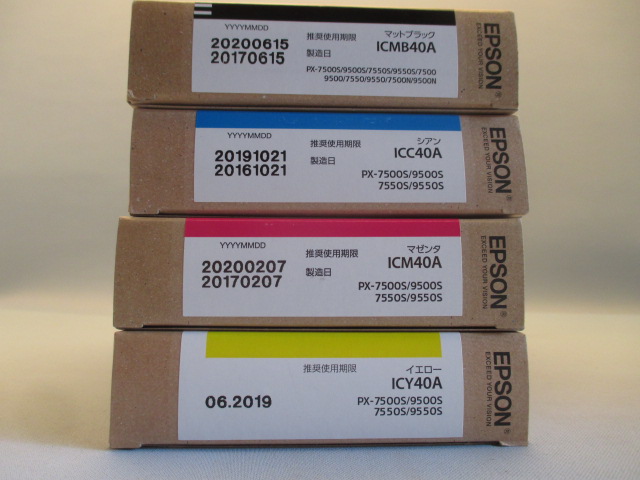 YYYYMMDD
推奨使用期限
マットブラック
20200615
製造日
ICMB40A
20170615
PX-7500S/9500S/7550S/9550S/7500
9500/7550/9550/7500N/9500N
EPSON®
EXCEED YOUR VISION
YYYYMMDD
推奨使用期限
シアン
20191021
製造日
ICC40A
20161021
PX-7500S/9500S
7550S/9550S
EPSON®
EXCEED YOUR VISION
YYYYMMDD
推奨使用期限
マゼンタ
20200207
製造日
ICM40A
20170207
PX-7500S/9500S
7550S/9550S
EPSON®
EXCEED YOUR VISION
推奨使用期限
イエロー
ICY40A
06.2019
PX-7500S/9500S
7550S/9550S
EPSON®
EXCEED YOUR VISION